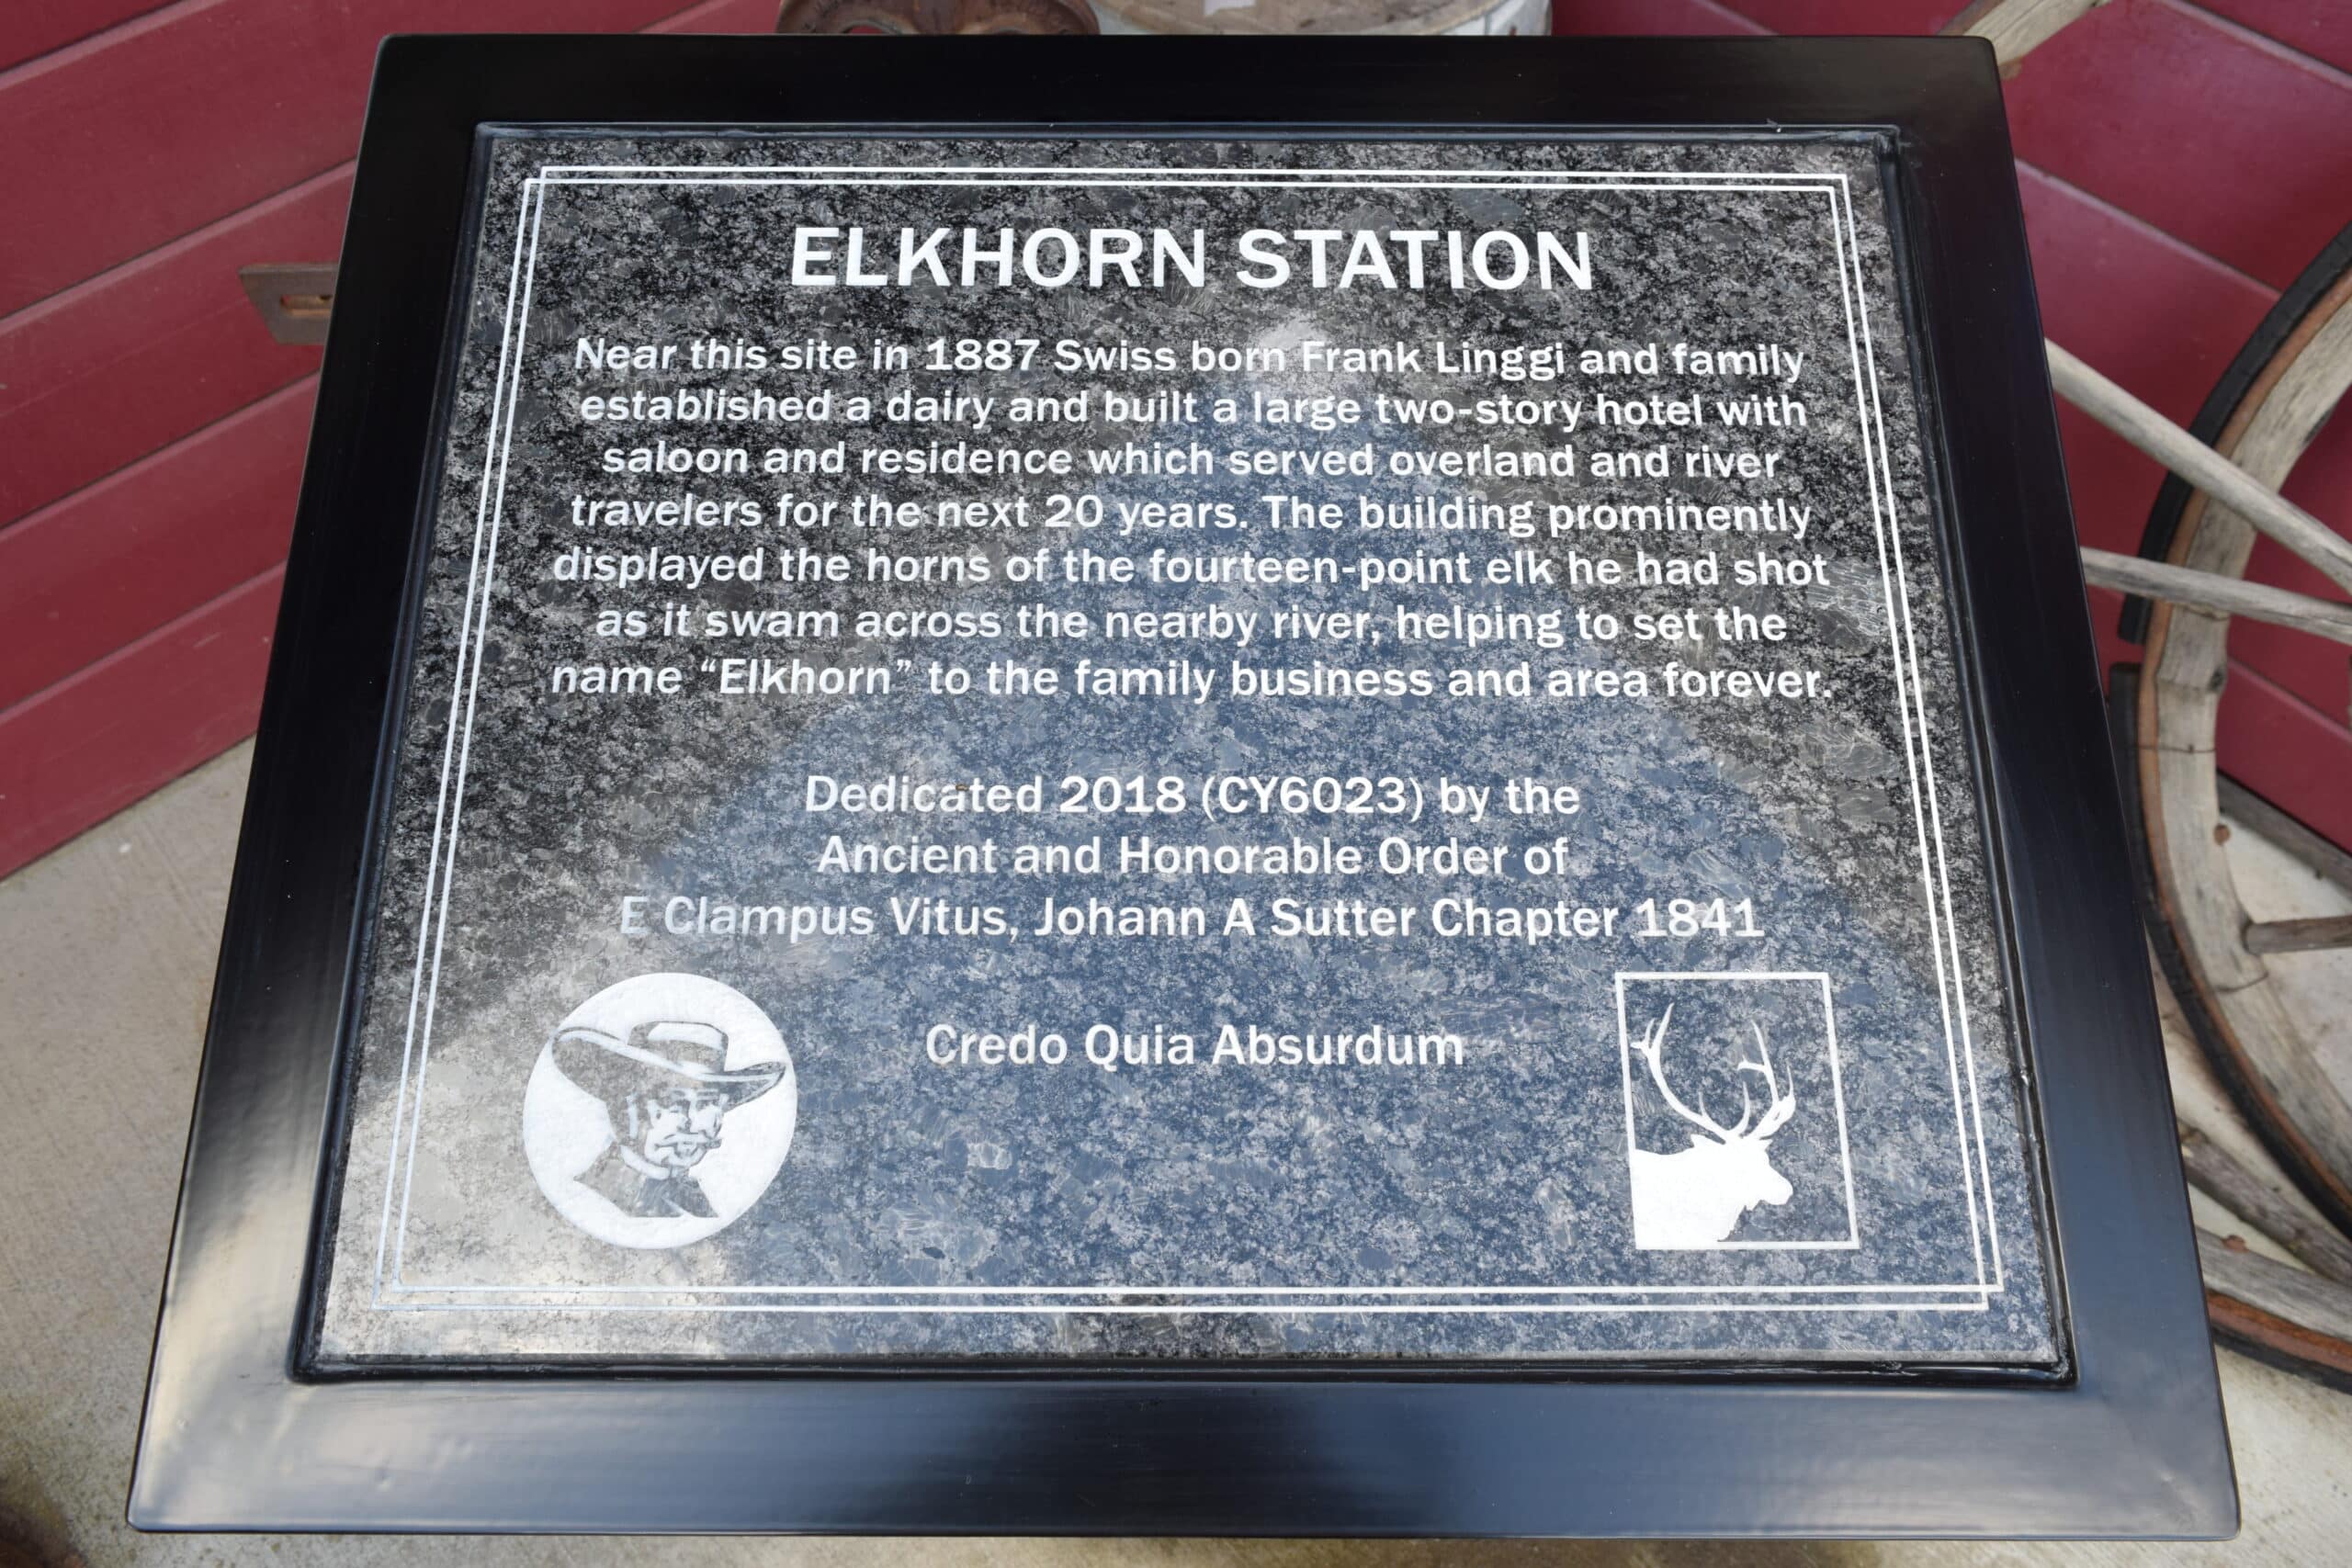 ELKHORN STATION
Near this site in 1887 Swiss born Frank Linggi and family
established a dairy and built a large two-story hotel with
saloon and residence which served overland and river
travelers for the next 20 years. The building prominently
displayed the horns of the fourteen-point elk he had shot
as it swam across the nearby river, helping to set the
name “Elkhorn” to the family business and area forever.
Dedicated 2018 (CY6023) by the
Ancient and Honorable Order of
E Clampus Vitus, Johann A Sutter Chapter 1841
Credo Quia Absurdum